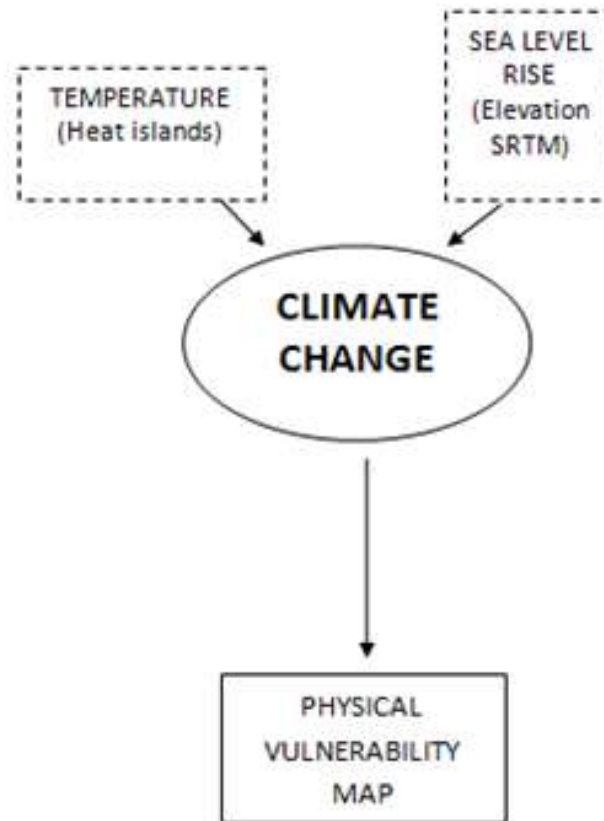 TEMPERATURE
(Heat islands)
SEA LEVEL
RISE
(Elevation
SRTM)
CLIMATE
CHANGE
PHYSICAL
VULNERABILITY
MAP